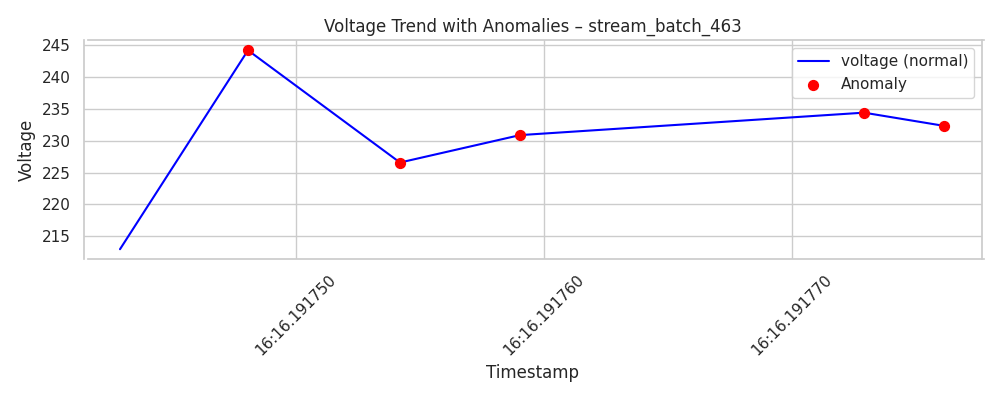 Voltage Trend with Anomalies – stream_batch_463
voltage (normal)
Anomaly
Voltage
245
240
235
230
225
220
215
16:16.191750
16:16.191760
16:16.191770
Timestamp